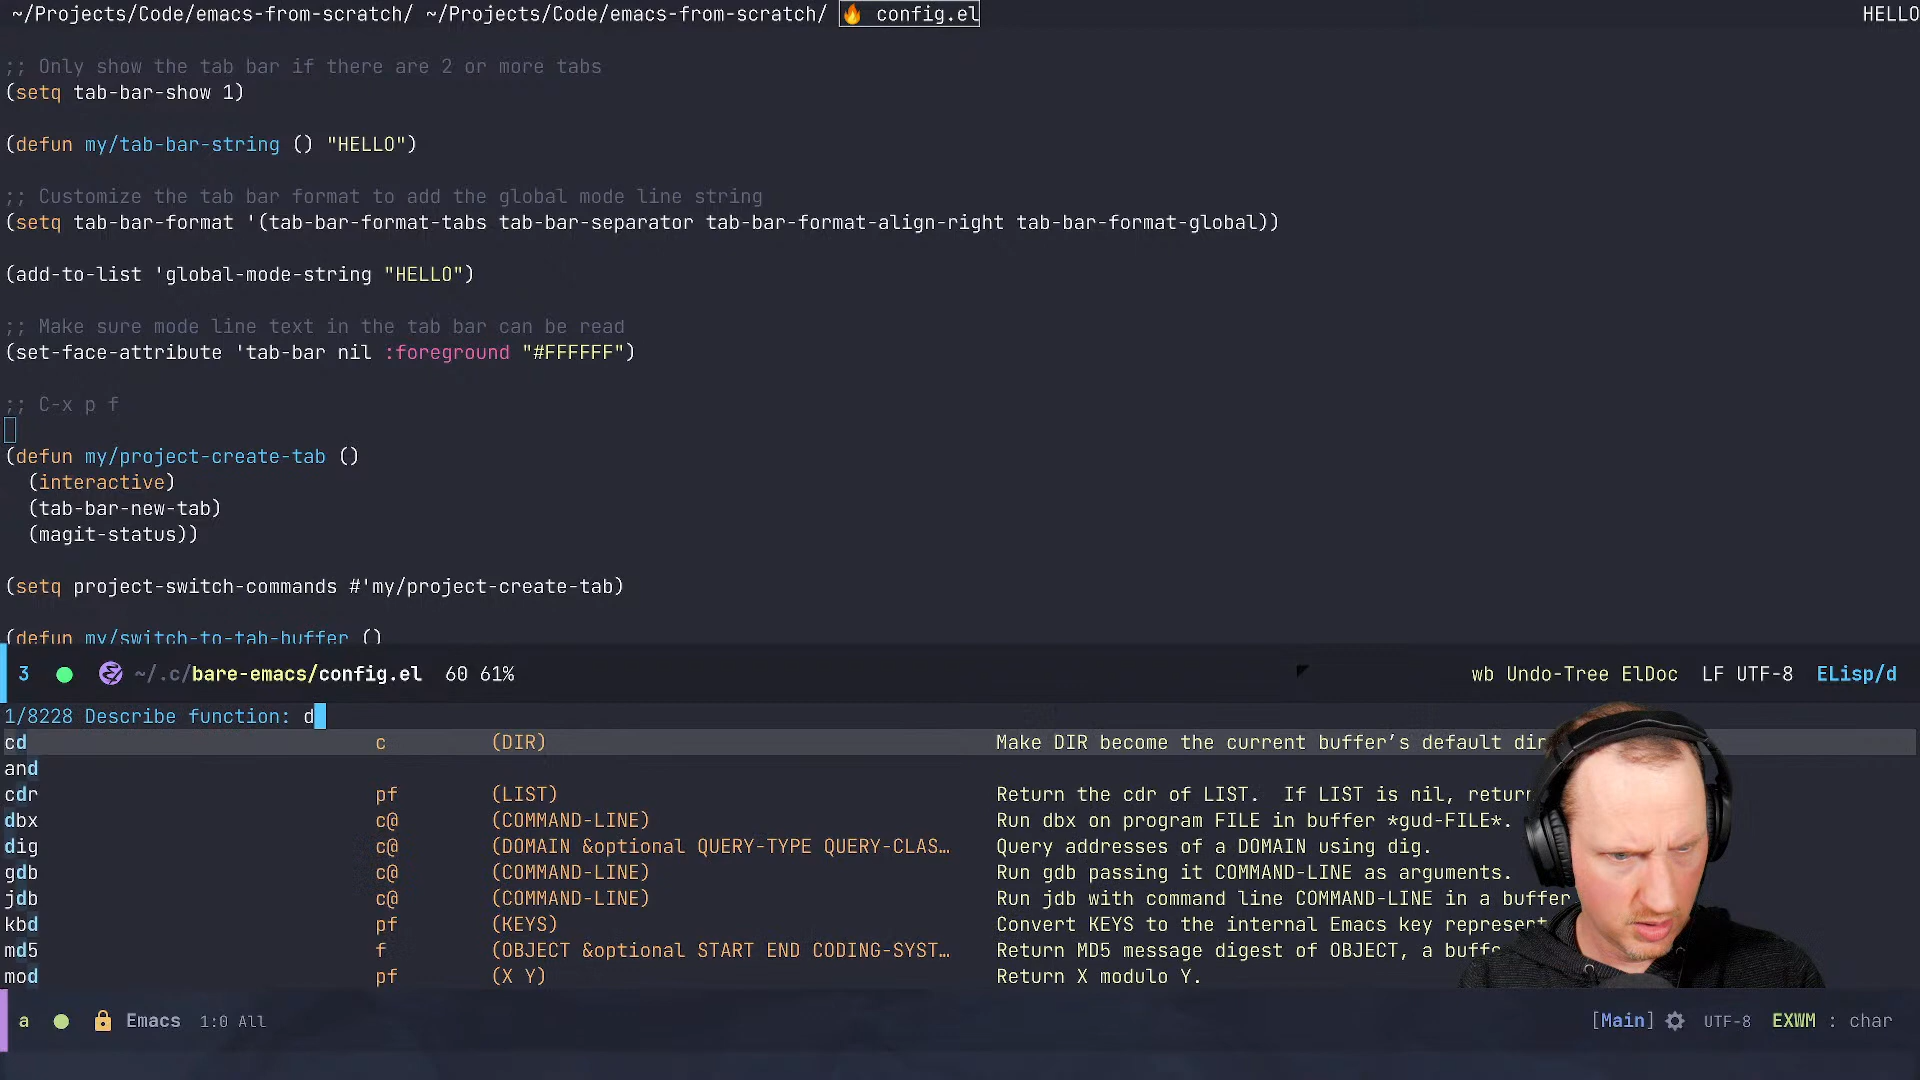 ~/Projects/Code/emacs-from-scratch/ ~/Projects/Code/emacs-from-scratch/ config.el HELLO
;; Only show the tab bar if there are 2 or more tabs
(setq tab-bar-show 1)
(defun my/tab-bar-string () "HELLO")
;; Customize the tab bar format to add the global mode line string
(setq tab-bar-format '(tab-bar-format-tabs tab-bar-separator tab-bar-format-align-right tab-bar-format-global))
(add-to-list 'global-mode-string "HELLO")
;; Make sure mode line text in the tab bar can be read
(set-face-attribute 'tab-bar nil :foreground "#FFFFFF")
;; C-x p f
(defun my/project-create-tab ()
(interactive)
(tab-bar-new-tab)
(magit-status))
(setq project-switch-commands #'my/project-create-tab)
(defun my/switch-to-tab-buffer ()
3 ~/.c/bare-emacs/config.el 60 61% wb Undo-Tree ElDoc LF UTF-8 ELisp/d
1/8228 Describe function: d
cd c (DIR) Make DIR become the current buffer’s default dir
and
cdr pf (LIST) Return the cdr of LIST. If LIST is nil, return
dbx c@ (COMMAND-LINE) Run dbx on program FILE in buffer *gud-FILE*.
dig c@ (DOMAIN &optional QUERY-TYPE QUERY-CLAS… Query addresses of a DOMAIN using dig.
gdb c@ (COMMAND-LINE) Run gdb passing it COMMAND-LINE as arguments.
jdb c@ (COMMAND-LINE) Run jdb with command line COMMAND-LINE in a buffer
kbd pf (KEYS) Convert KEYS to the internal Emacs key represent
md5 f (OBJECT &optional START END CODING-SYST… Return MD5 message digest of OBJECT, a buffe
mod pf (X Y) Return X modulo Y.
a Emacs 1:0 All [Main] UTF-8 EXWM : char